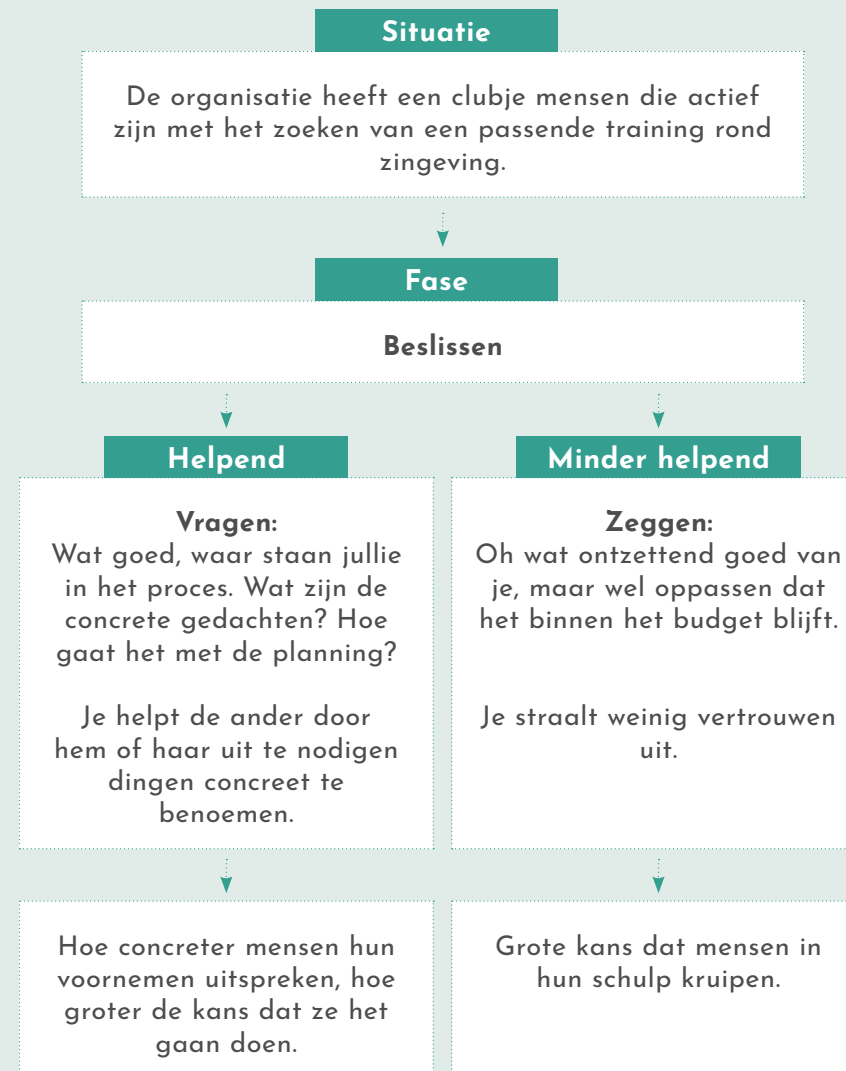 Situatie
De organisatie heeft een clubje mensen die actief
zijn met het zoeken van een passende training rond
zingeving.
Fase
Beslissen
Helpend
Vragen:
Wat goed, waar staan jullie
in het proces. Wat zijn de
concrete gedachten? Hoe
gaat het met de planning?
Je helpt de ander door
hem of haar uit te nodigen
dingen concreet te
benoemen.
Hoe concreter mensen hun
voornemen uitspreken, hoe
groter de kans dat ze het
gaan doen.
Minder helpend
Zeggen:
Oh wat ontzettend goed van
je, maar wel oppassen dat
het binnen het budget blijft.
Je straalt weinig vertrouwen
uit.
Grote kans dat mensen in
hun schulp kruipen.